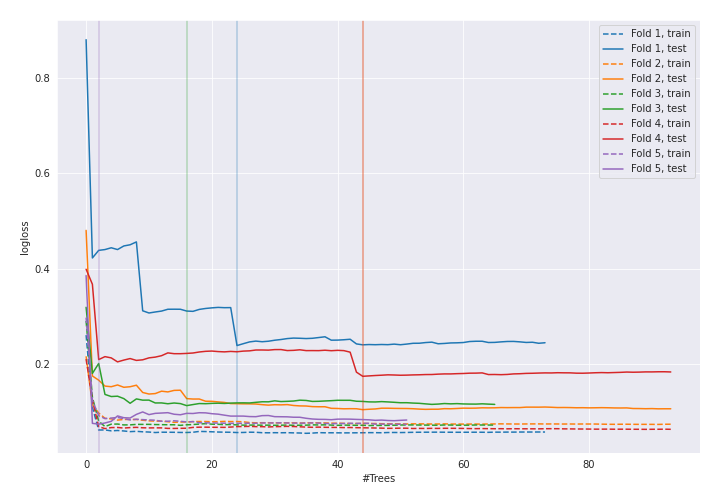 Fold 1, train
Fold 1, test
Fold 2, train
Fold 2, test
Fold 3, train
Fold 3, test
Fold 4, train
Fold 4, test
Fold 5, train
Fold 5, test
0.8
0.6
0.4
0.2
logloss
0 20 40 60 80
#Trees